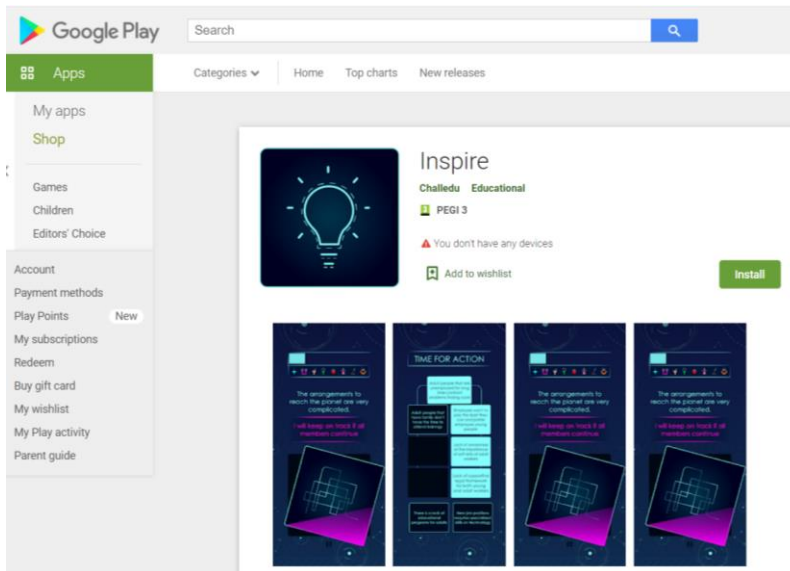 Google Play
Search
Apps
Categories
Home
Top charts
New releases
My apps
Shop
Games
Children
Editors' Choice
Account
Payment methods
Play Points
New
My subscriptions
Redeem
Buy gift card
My wishlist
My Play activity
Parent guide
Inspire
Challedu
Educational
3
PEGI 3
You don't have any devices
Add to wishlist
Install
The arrangements to
reach the planet are very
complicated.
I will keep on track if all
members continue
TIME FOR ACTION
The arrangements to
reach the planet are very
complicated.
I will keep on track if all
members continue
The arrangements to
reach the planet are very
complicated.
I will keep on track if all
members continue